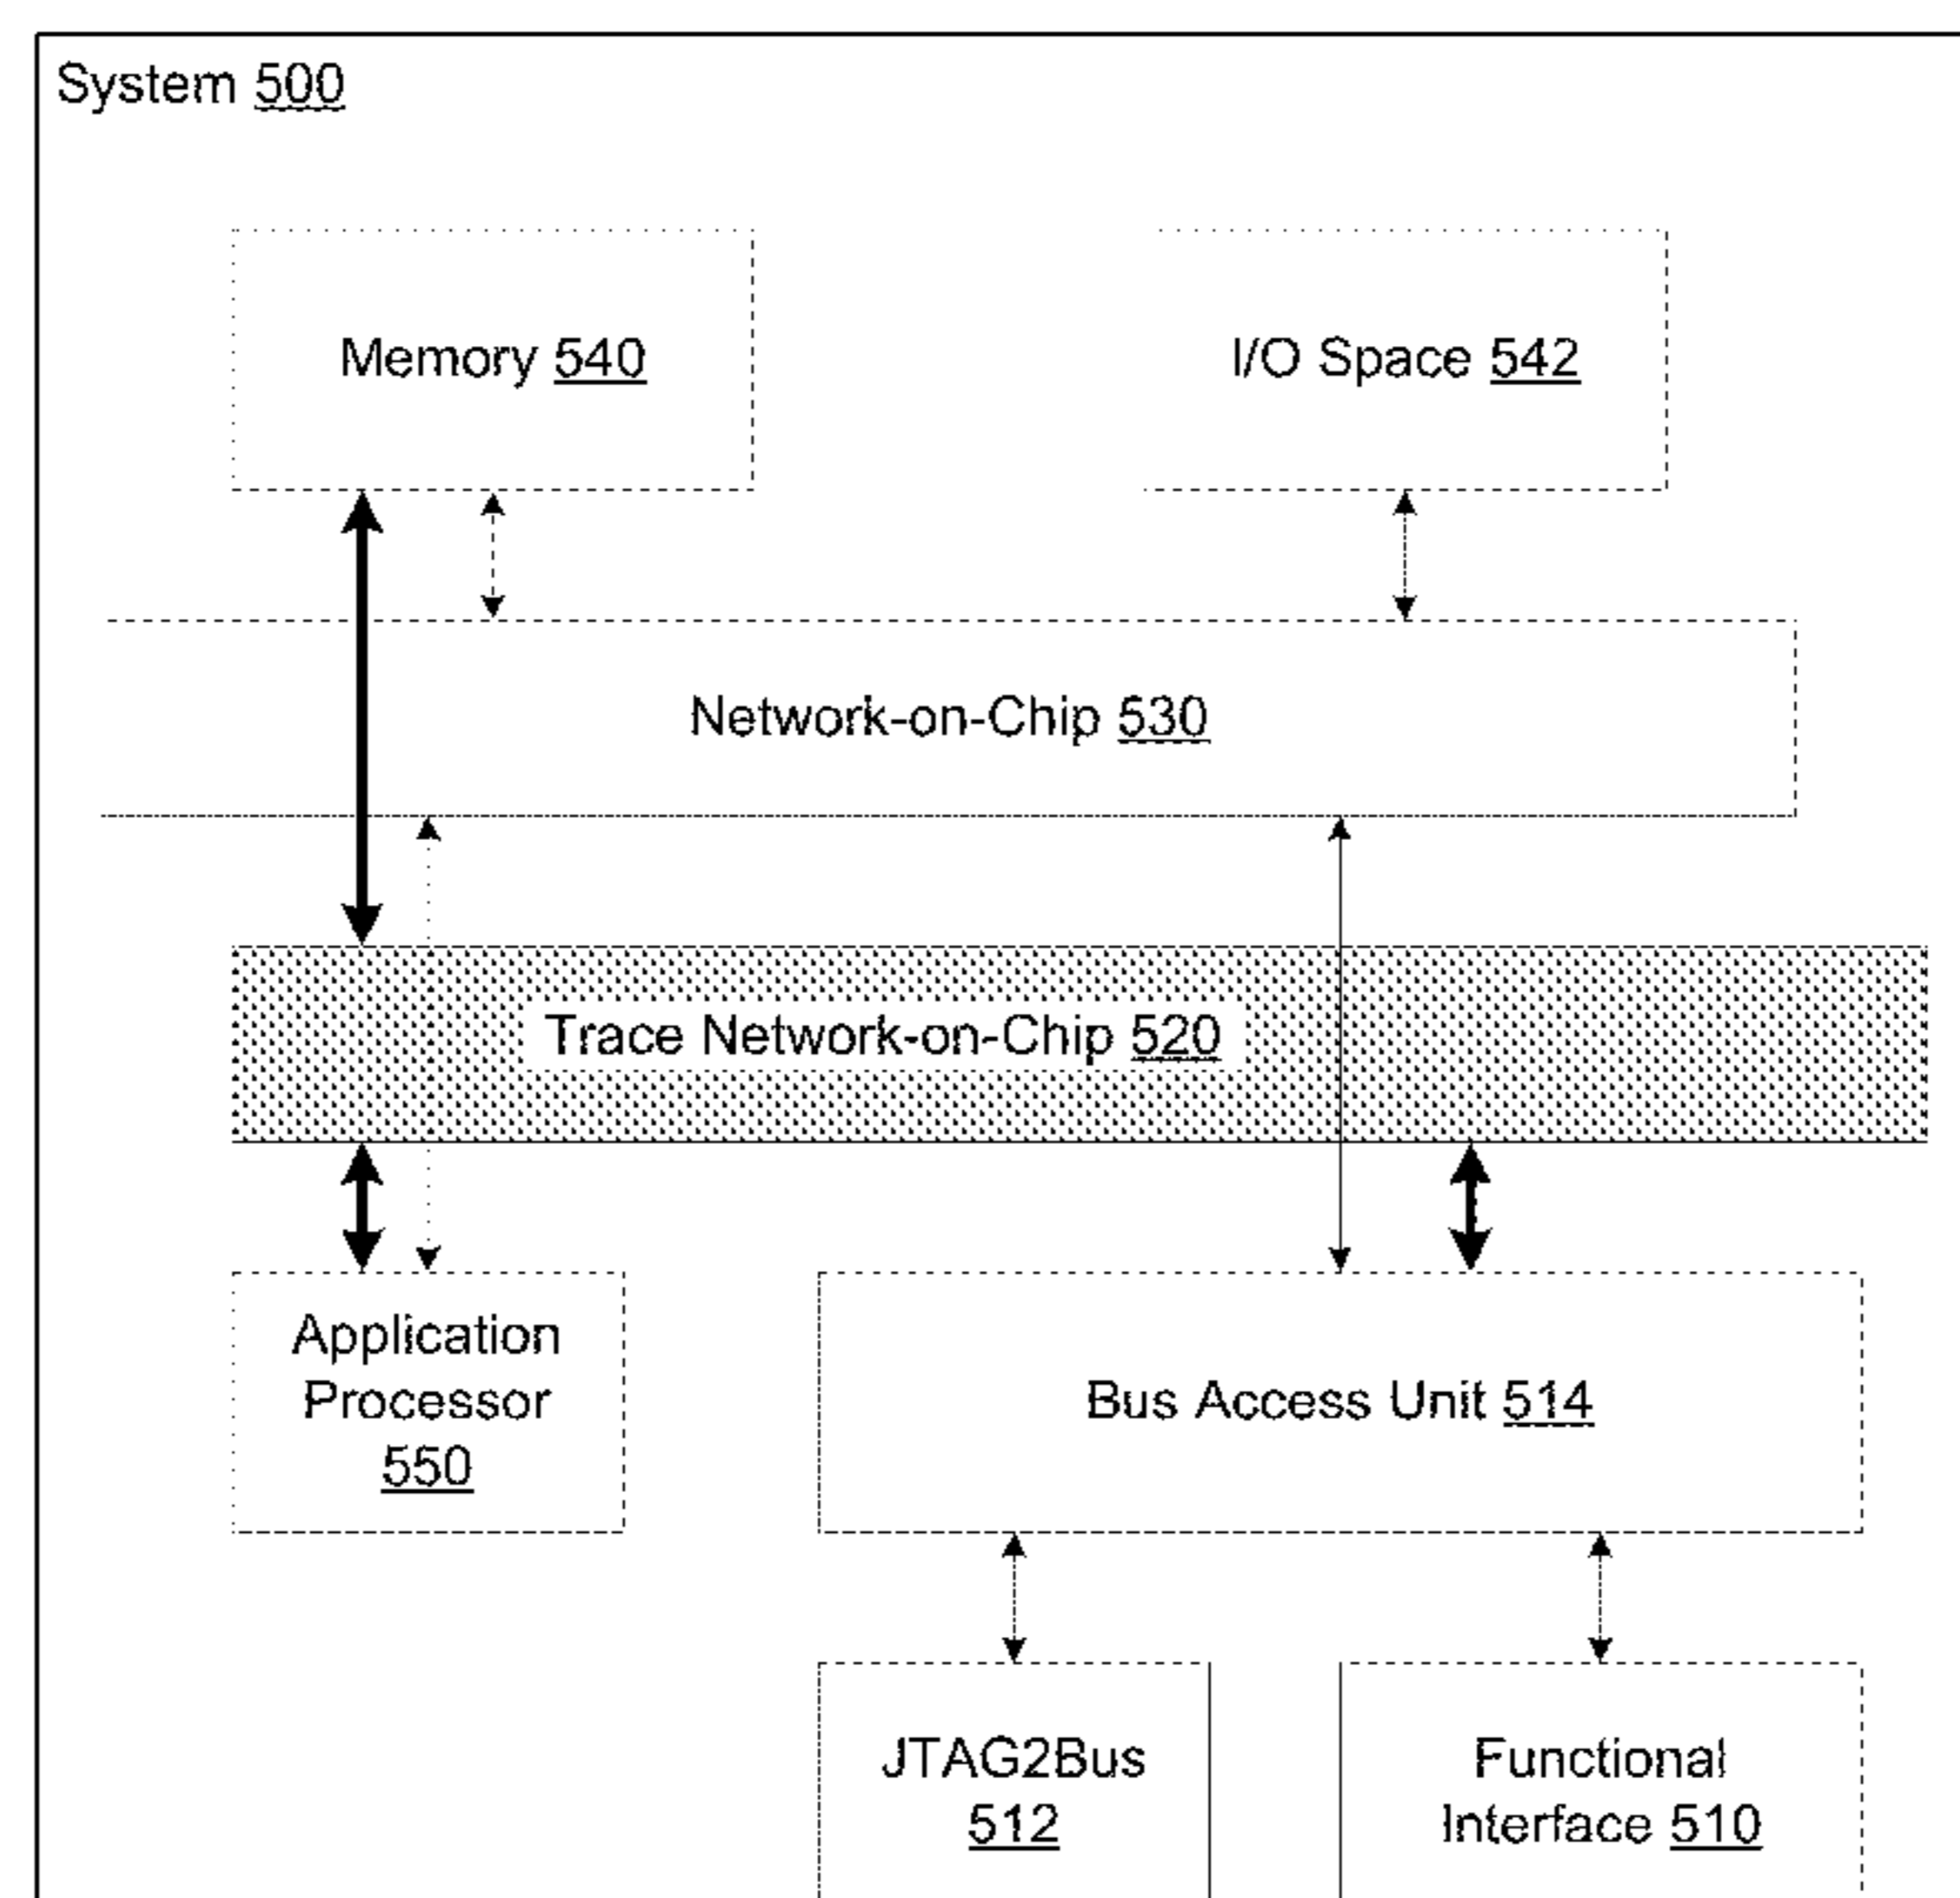 System 500
Memory 540
I/O Space 542
Network-on-Chip 530
Trace Network-on-Chip 520
Application
Processor
550
Bus Access Unit 514
JTAG2Bus
512
Functional
Interface 510